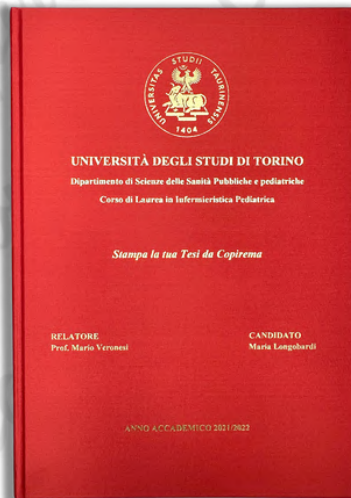 UNIVERSITAS STUDII TAURINENSIS
1404
UNIVERSITÀ DEGLI STUDI DI TORINO
Dipartimento di Scienze delle Sanità Pubbliche e pediatriche
Corso di Laurea in Infermieristica Pediatrica
Stampa la tua Tesi da Copirema
RELATORE
Prof. Mario Veronesi
CANDIDATO
Maria Longobardi
ANNO ACCADEMICO 2021/2022